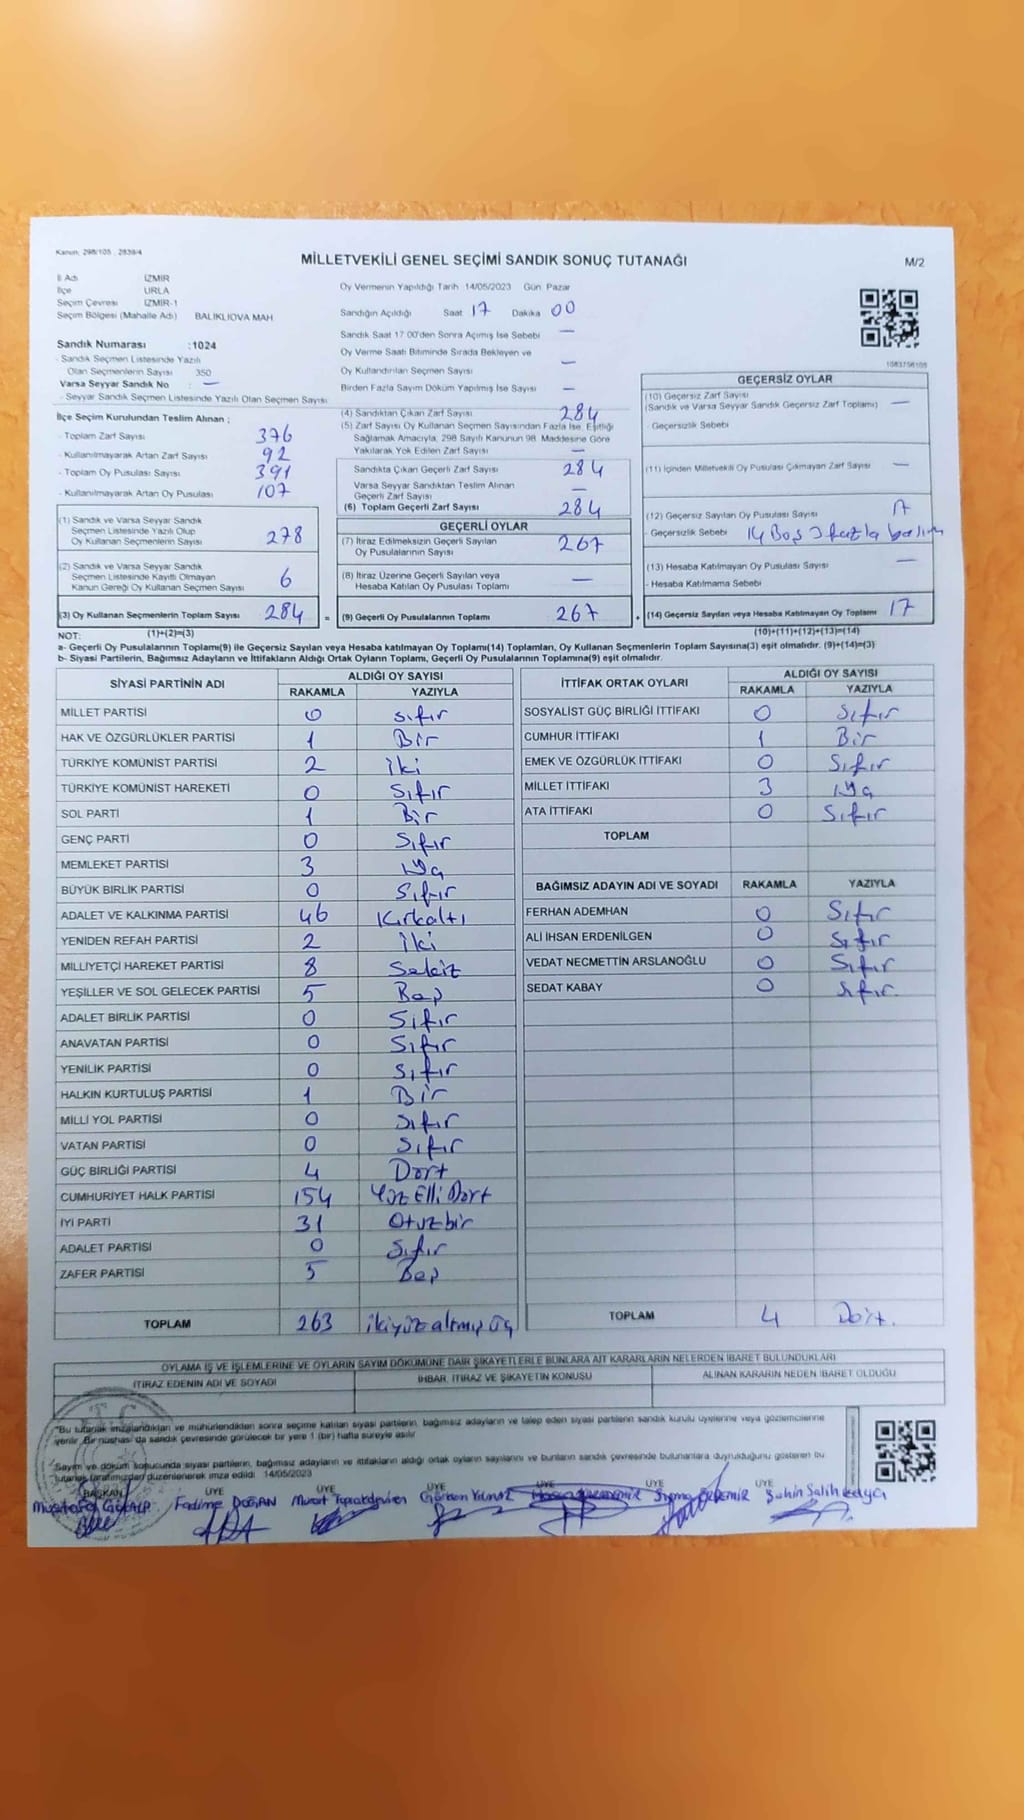 Kanun: 298/105 , 2839/4
MİLLETVEKİLİ GENEL SEÇİMİ SANDIK SONUÇ TUTANAĞI
M/2
İl Adı İZMİR
İlçe URLA
Seçim Çevresi İZMİR-1
Seçim Bölgesi (Mahalle Adı) BALIKLIOVA MAH.
Sandık Numarası :1024
- Sandık Seçmen Listesinde Yazılı
Olan Seçmenlerin Sayısı 350
Varsa Seyyar Sandık No : —
- Seyyar Sandık Seçmen Listesinde Yazılı Olan Seçmen Sayısı
İlçe Seçim Kurulundan Teslim Alınan ;
- Toplam Zarf Sayısı 376
- Kullanılmayarak Artan Zarf Sayısı 92
- Toplam Oy Pusulası Sayısı 391
- Kullanılmayarak Artan Oy Pusulası 107
(1) Sandık ve Varsa Seyyar Sandık
Seçmen Listesinde Yazılı Olup
Oy Kullanan Seçmenlerin Sayısı 278
(2) Sandık ve Varsa Seyyar Sandık
Seçmen Listesinde Kayıtlı Olmayan
Kanun Gereği Oy Kullanan Seçmen Sayısı 6
(3) Oy Kullanan Seçmenlerin Toplam Sayısı 284 =
(1)+(2)=(3)
Oy Vermenin Yapıldığı Tarih 14/05/2023 Gün: Pazar
Sandığın Açıldığı Saat 17 Dakika 00
Sandık Saat 17:00'den Sonra Açmış İse Sebebi —
Oy Verme Saati Bitiminde Sırada Bekleyen ve
Oy Kullandırılan Seçmen Sayısı —
Birden Fazla Sayım Döküm Yapılmış İse Sayısı —
(4) Sandıktan Çıkan Zarf Sayısı 284
(5) Zarf Sayısı Oy Kullanan Seçmen Sayısından Fazla İse, Eşitliği
Sağlamak Amacıyla, 298 Sayılı Kanunun 98. Maddesine Göre
Yakılarak Yok Edilen Zarf Sayısı —
Sandıkta Çıkan Geçerli Zarf Sayısı 284
Varsa Seyyar Sandıktan Teslim Alınan
Geçerli Zarf Sayısı —
(6) Toplam Geçerli Zarf Sayısı 284
GEÇERLİ OYLAR
(7) İtiraz Edilmeksizin Geçerli Sayılan
Oy Pusulalarının Sayısı 267
(8) İtiraz Üzerine Geçerli Sayılan veya
Hesaba Katılan Oy Pusulası Toplamı —
(9) Geçerli Oy Pusulalarının Toplamı 267 +
1083756105
GEÇERSİZ OYLAR
(10) Geçersiz Zarf Sayısı
(Sandık ve Varsa Seyyar Sandık Geçersiz Zarf Toplamı) —
- Geçersizlik Sebebi
(11) İçinden Milletvekili Oy Pusulası Çıkmayan Zarf Sayısı —
(12) Geçersiz Sayılan Oy Pusulası Sayısı
- Geçersizlik Sebebi 14 Boş 3 fazla
(13) Hesaba Katılmayan Oy Pusulası Sayısı —
- Hesaba Katılmama Sebebi
(14) Geçersiz Sayılan veya Hesaba Katılmayan Oy Toplamı 17
(10)+(11)+(12)+(13)=(14)
NOT:
a- Geçerli Oy Pusulalarının Toplamı(9) ile Geçersiz Sayılan veya Hesaba Katılmayan Oy Toplamı(14) Toplamları, Oy Kullanan Seçmenlerin Toplam Sayısına(3) eşit olmalıdır. (9)+(14)=(3)
b- Siyasi Partilerin, Bağımsız Adayların ve İttifakların Aldığı Ortak Oyların Toplamı, Geçerli Oy Pusulalarının Toplamına(9) eşit olmalıdır.
SİYASİ PARTİNİN ADI ALDIĞI OY SAYISI
RAKAMLA YAZIYLA
MİLLET PARTİSİ 0 Sıfır
HAK VE ÖZGÜRLÜKLER PARTİSİ 1 Bir
TÜRKİYE KOMÜNİST PARTİSİ 2 İki
TÜRKİYE KOMÜNİST HAREKETİ 0 Sıfır
SOL PARTİ 1 Bir
GENÇ PARTİ 0 Sıfır
MEMLEKET PARTİSİ 3 Üç
BÜYÜK BİRLİK PARTİSİ 0 Sıfır
ADALET VE KALKINMA PARTİSİ 46 Kırkaltı
YENİDEN REFAH PARTİSİ 2 İki
MİLLİYETÇİ HAREKET PARTİSİ 8 Sekiz
YEŞİLLER VE SOL GELECEK PARTİSİ 5 Beş
ADALET BİRLİK PARTİSİ 0 Sıfır
ANAVATAN PARTİSİ 0 Sıfır
YENİLİK PARTİSİ 0 Sıfır
HALKIN KURTULUŞ PARTİSİ 1 Bir
MİLLİ YOL PARTİSİ 0 Sıfır
VATAN PARTİSİ 0 Sıfır
GÜÇ BİRLİĞİ PARTİSİ 4 Dört
CUMHURİYET HALK PARTİSİ 154 Yüz Elli Dört
İYİ PARTİ 31 Otuzbir
ADALET PARTİSİ 0 Sıfır
ZAFER PARTİSİ 5 Beş
TOPLAM 263 ikiyüzaltmışüç
İTTİFAK ORTAK OYLARI ALDIĞI OY SAYISI
RAKAMLA YAZIYLA
SOSYALİST GÜÇ BİRLİĞİ İTTİFAKI 0 Sıfır
CUMHUR İTTİFAKI 1 Bir
EMEK VE ÖZGÜRLÜK İTTİFAKI 0 Sıfır
MİLLET İTTİFAKI 3 Üç
ATA İTTİFAKI 0 Sıfır
TOPLAM
BAĞIMSIZ ADAYIN ADI VE SOYADI RAKAMLA YAZIYLA
FERHAN ADEMHAN 0 Sıfır
ALİ İHSAN ERDENİLGEN 0 Sıfır
VEDAT NECMETTİN ARSLANOĞLU 0 Sıfır
SEDAT KABAY 0 Sıfır.
TOPLAM 4 Dört.
OYLAMA İŞ VE İŞLEMLERİNE VE OYLARIN SAYIM DÖKÜMÜNE DAİR ŞİKAYETLERLE BUNLARA AİT KARARLARIN NELERDEN İBARET BULUNDUKLARI
İTİRAZ EDENİN ADI VE SOYADI İHBAR, İTİRAZ VE ŞİKAYETİN KONUSU ALINAN KARARIN NEDEN İBARET OLDUĞU
"Bu tutanak imzalandıktan ve mühürlendikten sonra seçime katılan siyasi partilerin, bağımsız adayların ve talep eden siyasi partilerin sandık kurulu üyelerine veya gözlemcilerine
verilir. Bir nüshası da sandık çevresinde görülecek bir yere 1 (bir) hafta süreyle asılır.
Sayım ve döküm sonucunda siyasi partilerin, bağımsız adayların ve ittifakların aldığı ortak oyların sayılarını ve bunların sandık çevresinde bulunanlara duyrulduğunu gösteren bu
tutanak tarafımızdan düzenlenerek imza edildi. 14/05/2023
BAŞKAN ÜYE ÜYE ÜYE ÜYE ÜYE ÜYE
Mustafa GÖKALP Fadime DOĞAN Murat Toprakdeviren Görkem Yılmaz Şahin Salih